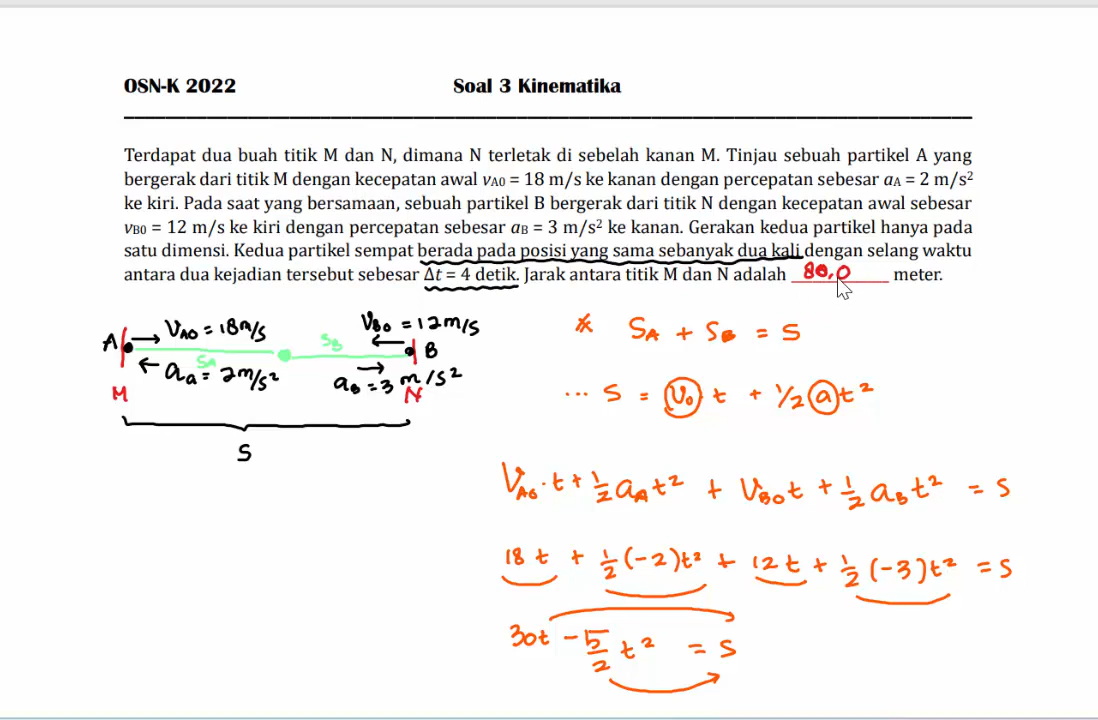 OSN-K 2022 Soal 3 Kinematika
Terdapat dua buah titik M dan N, dimana N terletak di sebelah kanan M. Tinjau sebuah partikel A yang
bergerak dari titik M dengan kecepatan awal vA0 = 18 m/s ke kanan dengan percepatan sebesar aA = 2 m/s²
ke kiri. Pada saat yang bersamaan, sebuah partikel B bergerak dari titik N dengan kecepatan awal sebesar
vB0 = 12 m/s ke kiri dengan percepatan sebesar aB = 3 m/s² ke kanan. Gerakan kedua partikel hanya pada
satu dimensi. Kedua partikel sempat berada pada posisi yang sama sebanyak dua kali dengan selang waktu
antara dua kejadian tersebut sebesar Δt = 4 detik. Jarak antara titik M dan N adalah 80,0 meter.
A → VA0 = 18 m/s
SA
← aa = 2 m/s²
M
VB0 = 12 m/s
SB ← B
→
aB = 3 m/s²
N
S
* SA + SB = S
... S = V0 t + 1/2 a t²
VA0 . t + 1/2 aA t² + VB0 t + 1/2 aB t² = S
18 t + 1/2 (-2) t² + 12 t + 1/2 (-3) t² = S
30t - 5/2 t² = S